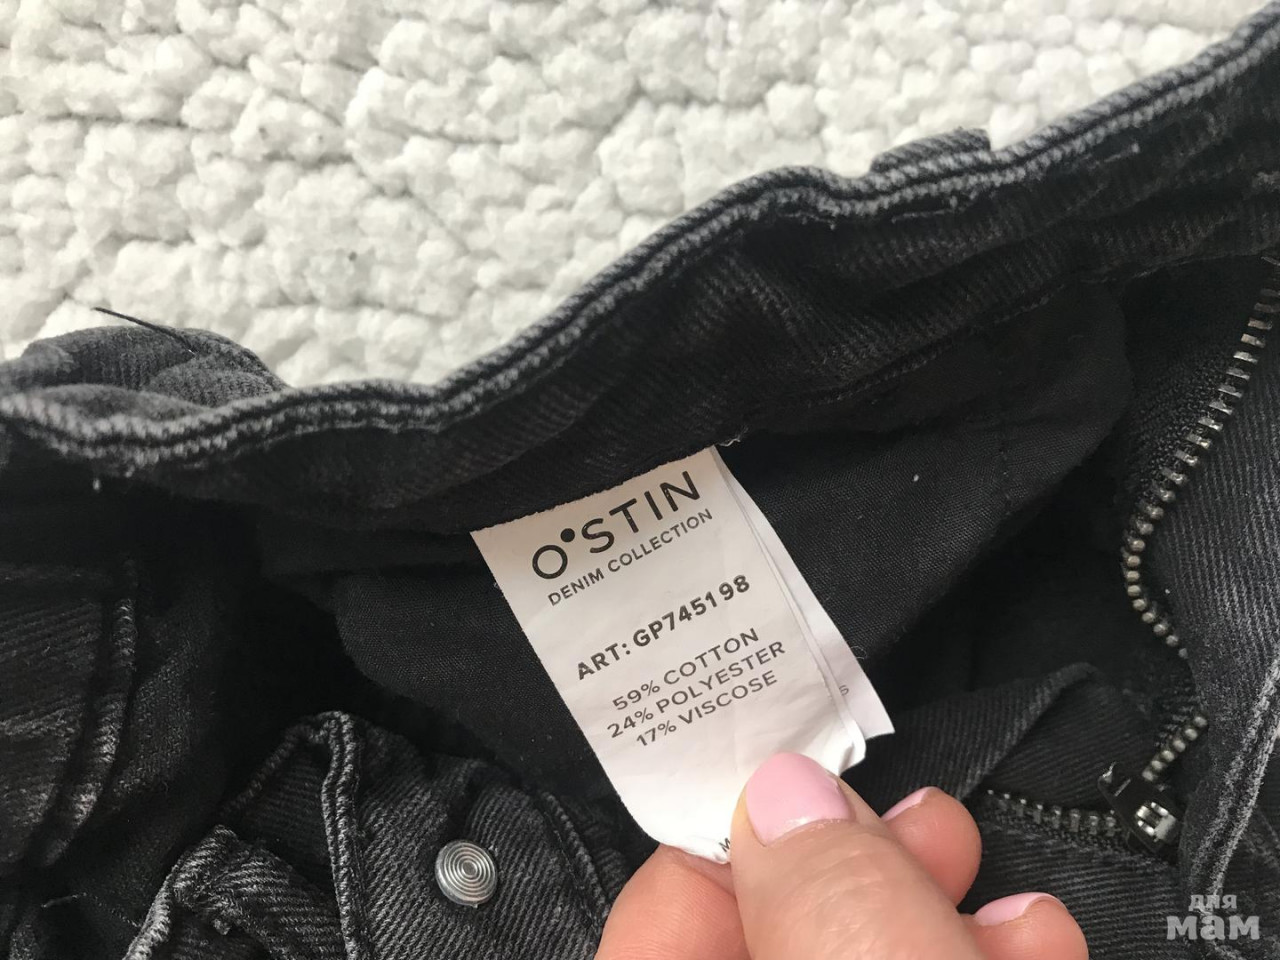 O'STIN
DENIM COLLECTION
ART: GP745198
59% COTTON
24% POLYESTER
17% VISCOSE
для
мам